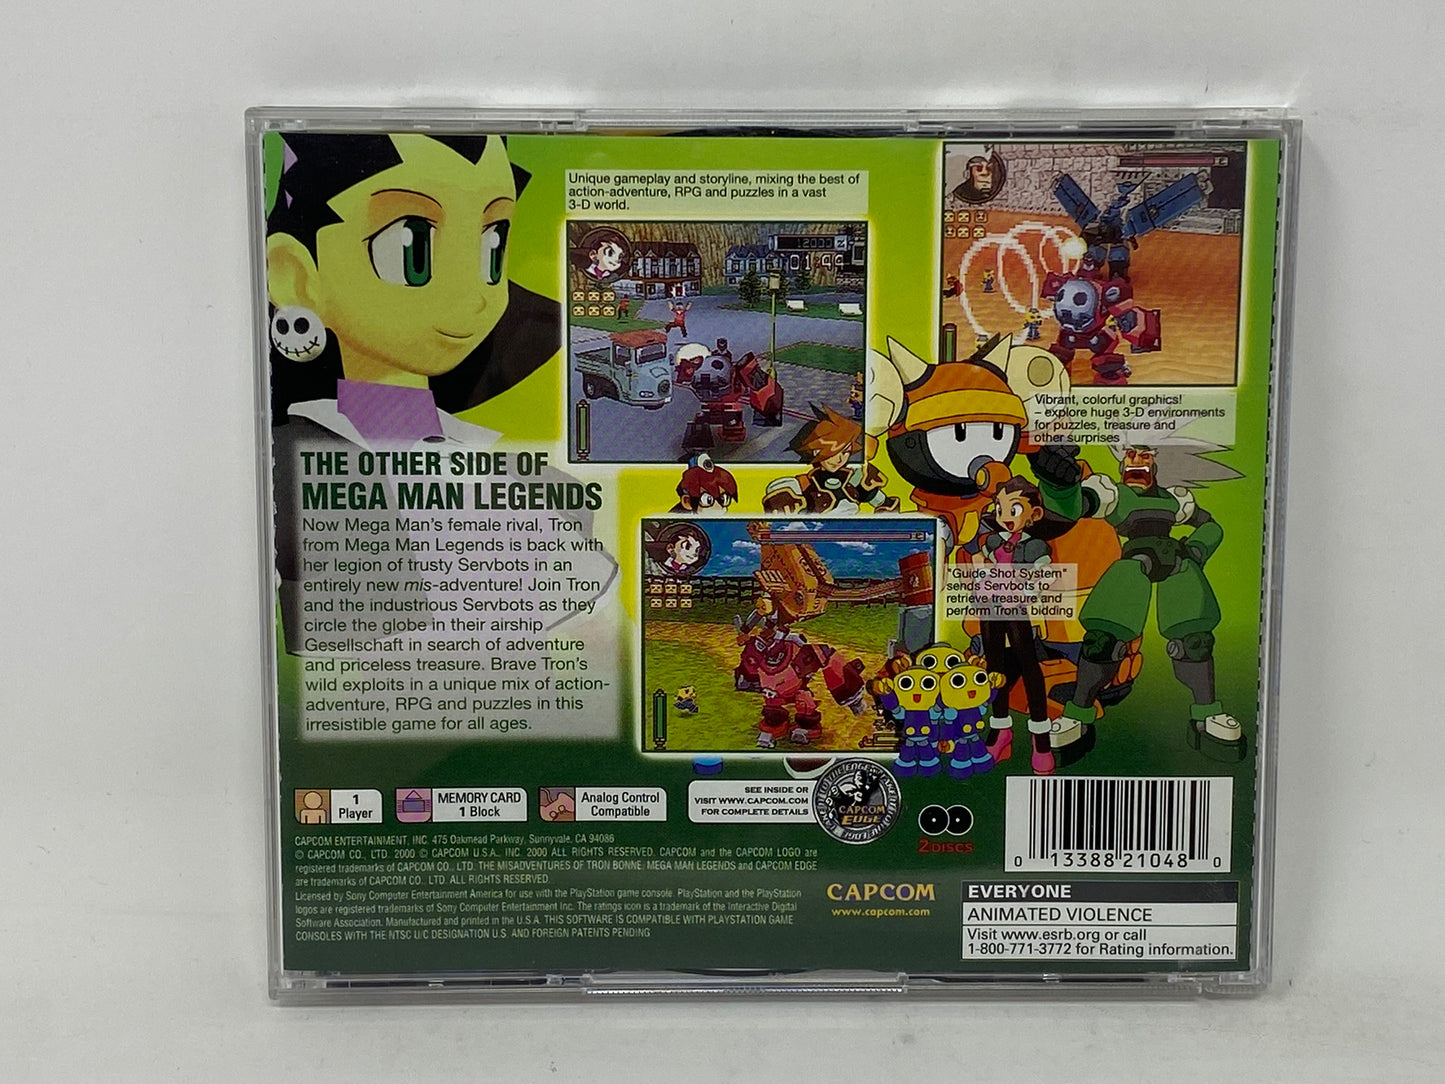 Unique gameplay and storyline, mixing the best of
action-adventure, RPG and puzzles in a vast
3-D world.
12000
01:44
Vibrant, colorful graphics!
– explore huge 3-D environments
for puzzles, treasure and
other surprises
THE OTHER SIDE OF
MEGA MAN LEGENDS
Now Mega Man's female rival, Tron
from Mega Man Legends is back with
her legion of trusty Servbots in an
entirely new mis-adventure! Join Tron
and the industrious Servbots as they
circle the globe in their airship
Gesellschaft in search of adventure
and priceless treasure. Brave Tron's
wild exploits in a unique mix of action-
adventure, RPG and puzzles in this
irresistible game for all ages.
"Guide Shot System"
sends Servbots to
retrieve treasure and
perform Tron's bidding
1
Player
MEMORY CARD
1 Block
Analog Control
Compatible
SEE INSIDE OR
VISIT WWW.CAPCOM.COM
FOR COMPLETE DETAILS
CAPCOM
EDGE
2 DISCS
0 13388 21048 0
CAPCOM ENTERTAINMENT, INC. 475 Oakmead Parkway, Sunnyvale, CA 94086
© CAPCOM CO., LTD. 2000 © CAPCOM U.S.A., INC. 2000 ALL RIGHTS RESERVED. CAPCOM and the CAPCOM LOGO are
registered trademarks of CAPCOM CO., LTD. THE MISADVENTURES OF TRON BONNE, MEGA MAN LEGENDS and CAPCOM EDGE
are trademarks of CAPCOM CO., LTD. ALL RIGHTS RESERVED.
Licensed by Sony Computer Entertainment America for use with the PlayStation game console. PlayStation and the PlayStation
logos are registered trademarks of Sony Computer Entertainment Inc. The ratings icon is a trademark of the Interactive Digital
Software Association. Manufactured and printed in the U.S.A. THIS SOFTWARE IS COMPATIBLE WITH PLAYSTATION GAME
CONSOLES WITH THE NTSC U/C DESIGNATION U.S. AND FOREIGN PATENTS PENDING
CAPCOM
www.capcom.com
EVERYONE
ANIMATED VIOLENCE
Visit www.esrb.org or call
1-800-771-3772 for Rating information.